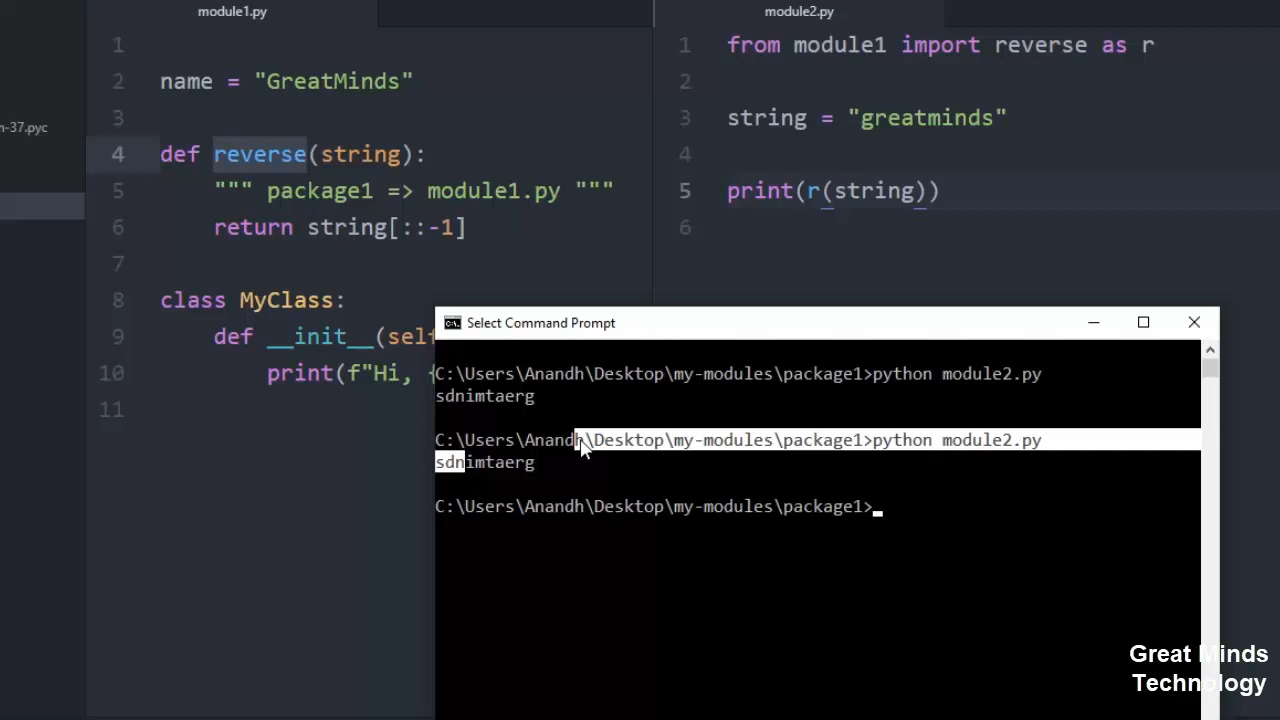 module1.py
1
2 name = "GreatMinds"
3
4 def reverse(string):
5 """ package1 => module1.py """
6 return string[::-1]
7
8 class MyClass:
9 def __init__(self
10 print(f"Hi, {
11
n-37.pyc
module2.py
1 from module1 import reverse as r
2
3 string = "greatminds"
4
5 print(r(string))
6
Select Command Prompt
C:\Users\Anandh\Desktop\my-modules\package1>python module2.py
sdnimtaerg
C:\Users\Anandh\Desktop\my-modules\package1>python module2.py
sdnimtaerg
C:\Users\Anandh\Desktop\my-modules\package1>
Great Minds
Technology